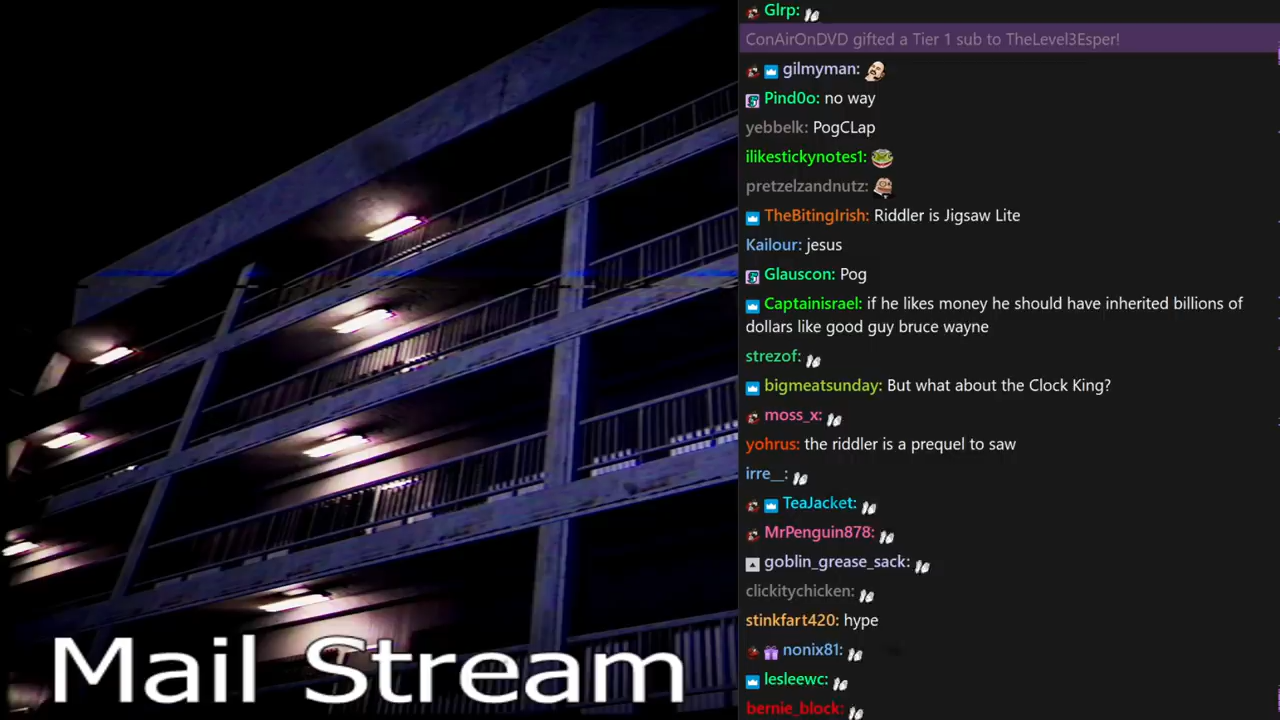 Glrp:
ConAirOnDVD gifted a Tier 1 sub to TheLevel3Esper!
gilmyman:
Pind0o: no way
yebbelk: PogCLap
ilikestickynotes1:
pretzelzandnutz:
TheBitingIrish: Riddler is Jigsaw Lite
Kailour: jesus
Glauscon: Pog
Captainisrael: if he likes money he should have inherited billions of
dollars like good guy bruce wayne
strezof:
bigmeatsunday: But what about the Clock King?
moss_x:
yohrus: the riddler is a prequel to saw
irre__:
TeaJacket:
MrPenguin878:
goblin_grease_sack:
clickitychicken:
stinkfart420: hype
nonix81:
lesleewc:
bernie_block:
Mail Stream